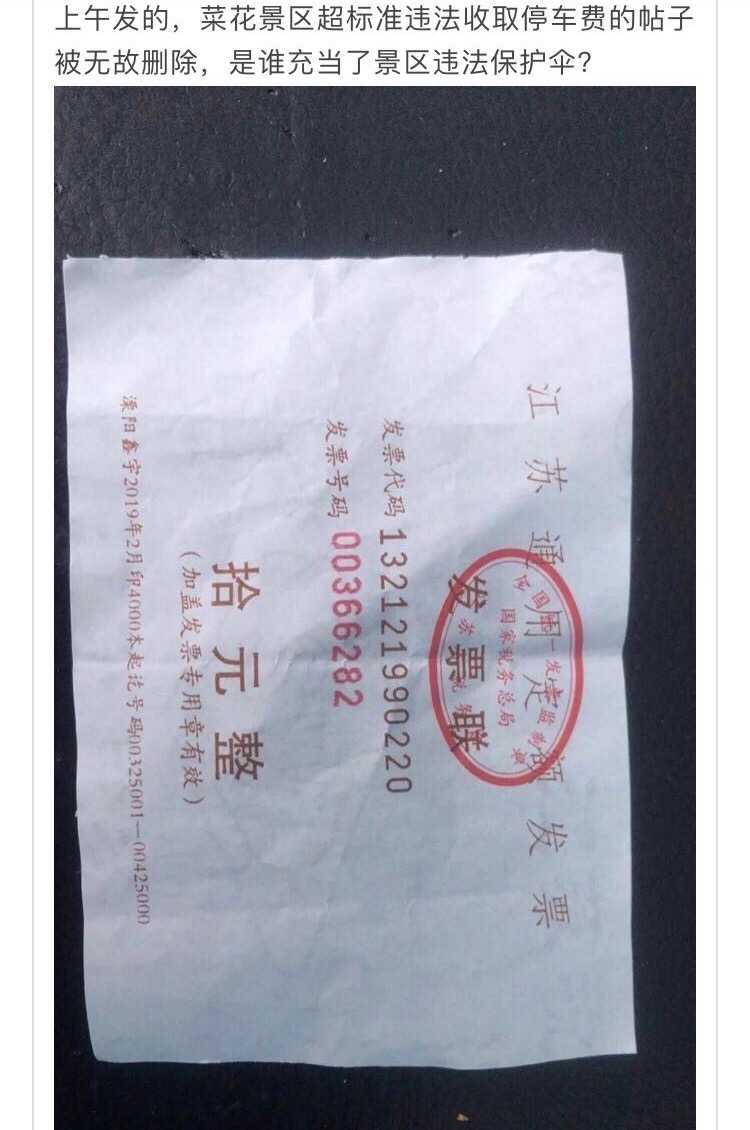 上午发的，菜花景区超标准违法收取停车费的帖子
被无故删除，是谁充当了景区违法保护伞？
江苏通用定额发票
国家税务总局
发票联
发票代码 132121990220
发票号码 00366282
拾元整
（加盖发票专用章有效）
溧阳鑫宇2019年2月印4000本起讫号码00325001—00425000